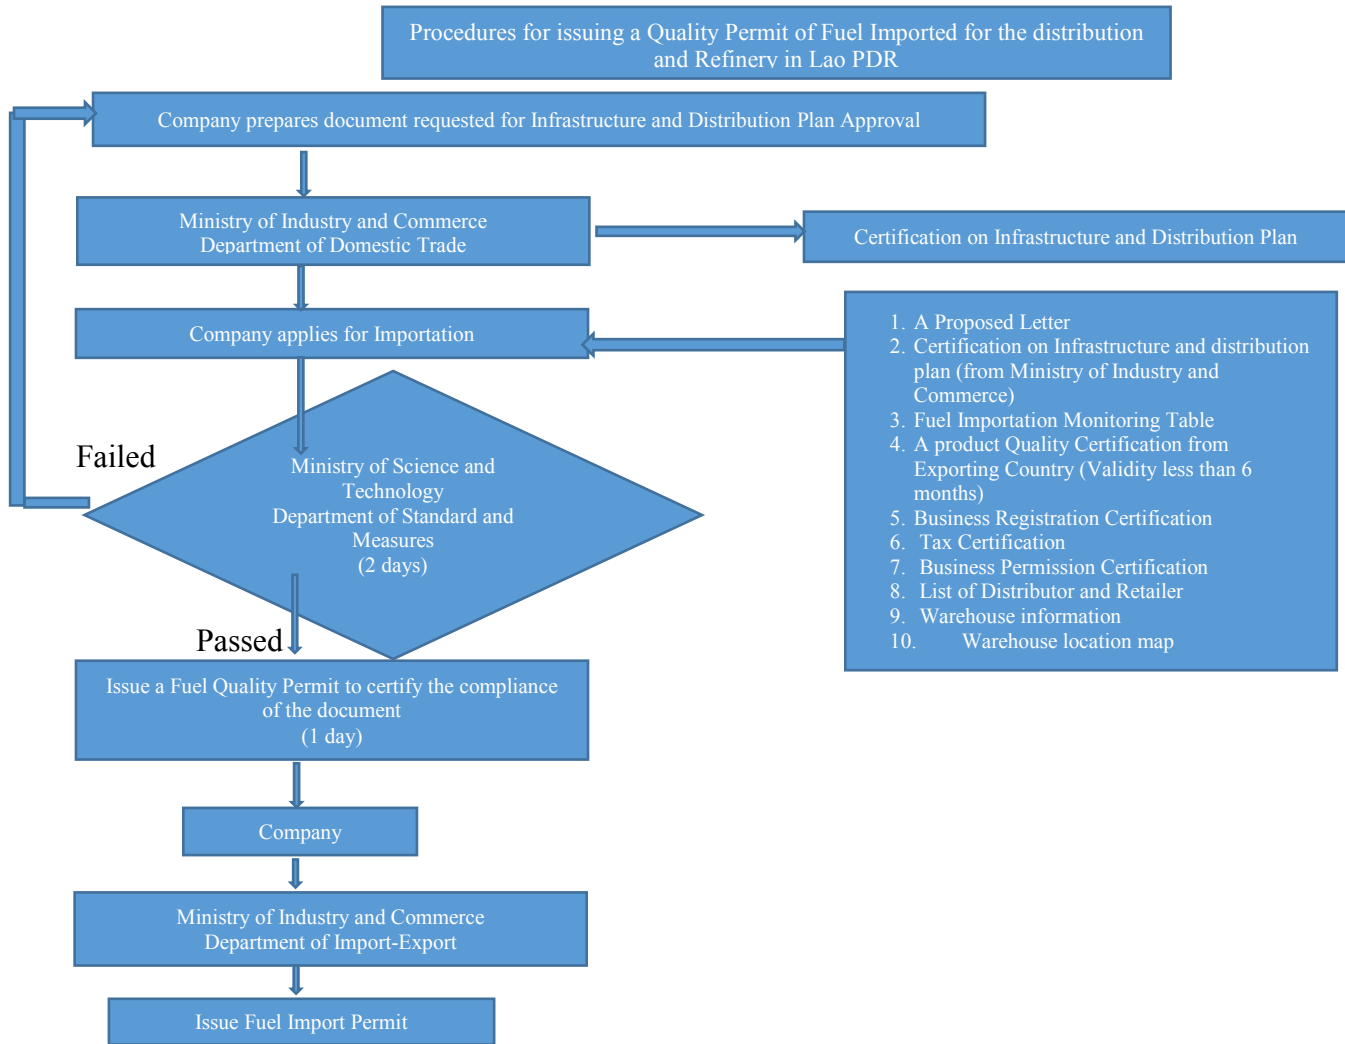 Procedures for issuing a Quality Permit of Fuel Imported for the distribution
and Refinery in Lao PDR
Company prepares document requested for Infrastructure and Distribution Plan Approval
Ministry of Industry and Commerce
Department of Domestic Trade
Certification on Infrastructure and Distribution Plan
Company applies for Importation
1. A Proposed Letter
2. Certification on Infrastructure and distribution
plan (from Ministry of Industry and
Commerce)
3. Fuel Importation Monitoring Table
4. A product Quality Certification from
Exporting Country (Validity less than 6
months)
5. Business Registration Certification
6. Tax Certification
7. Business Permission Certification
8. List of Distributor and Retailer
9. Warehouse information
10. Warehouse location map
Failed
Ministry of Science and
Technology
Department of Standard and
Measures
(2 days)
Passed
Issue a Fuel Quality Permit to certify the compliance
of the document
(1 day)
Company
Ministry of Industry and Commerce
Department of Import-Export
Issue Fuel Import Permit